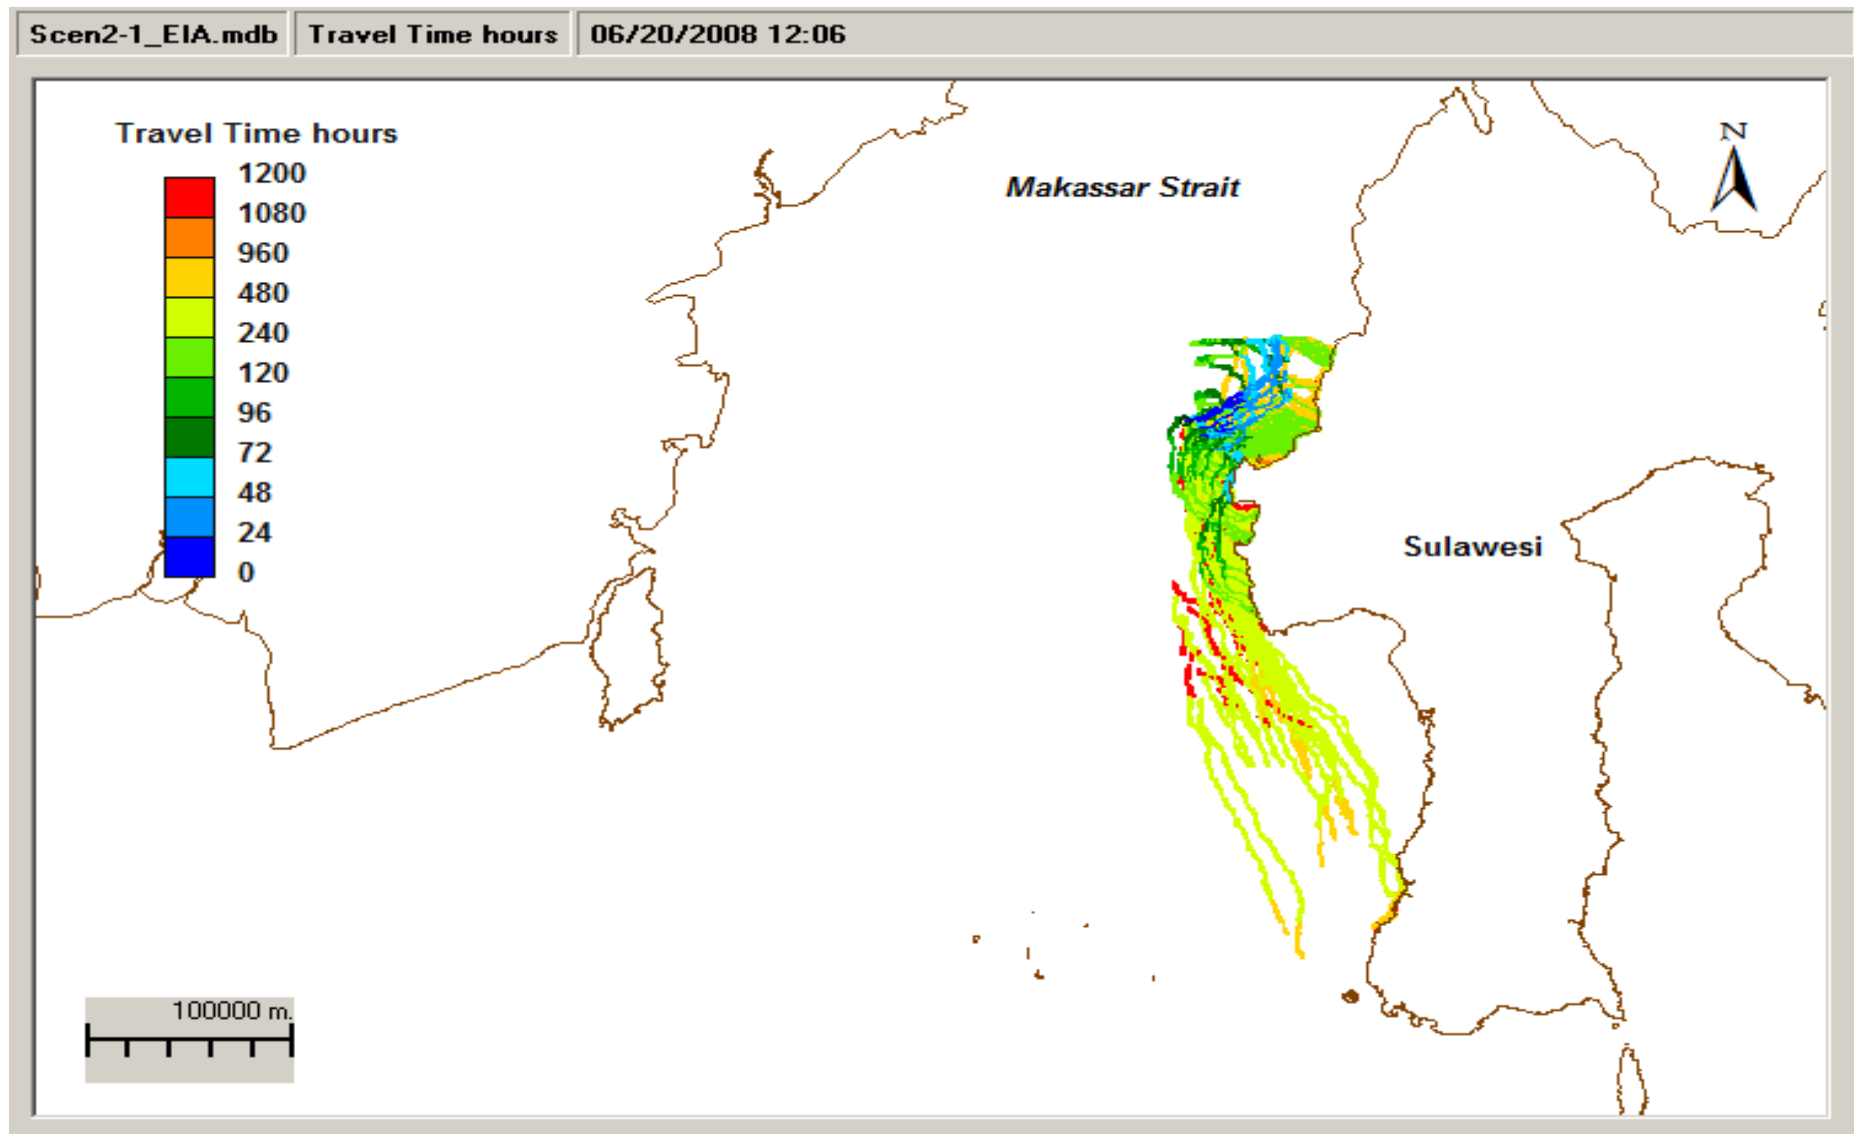 Scen2-1_EIA.mdb Travel Time hours 06/20/2008 12:06
Travel Time hours
1200
1080
960
480
240
120
96
72
48
24
0
Makassar Strait
N
Sulawesi
100000 m.